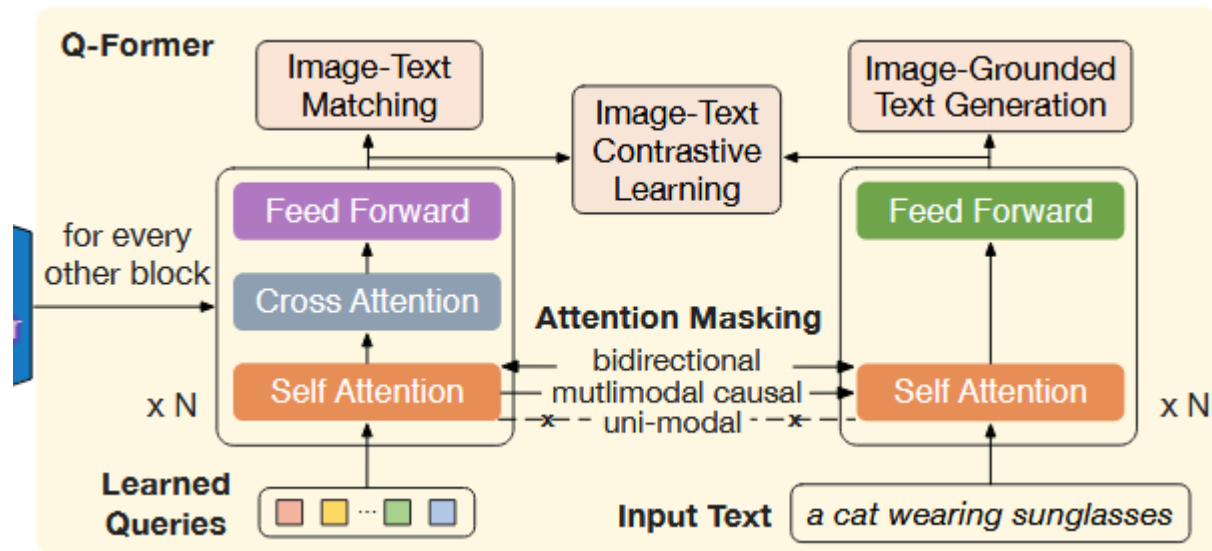 Q-Former
Image-Text
Matching
Image-Text
Contrastive
Learning
Image-Grounded
Text Generation
Feed Forward
Feed Forward
for every
other block
Cross Attention
Attention Masking
bidirectional
mutlimodal causal
uni-modal
Self Attention
Self Attention
x N
x N
x
x
Learned
Queries
...
Input Text
a cat wearing sunglasses